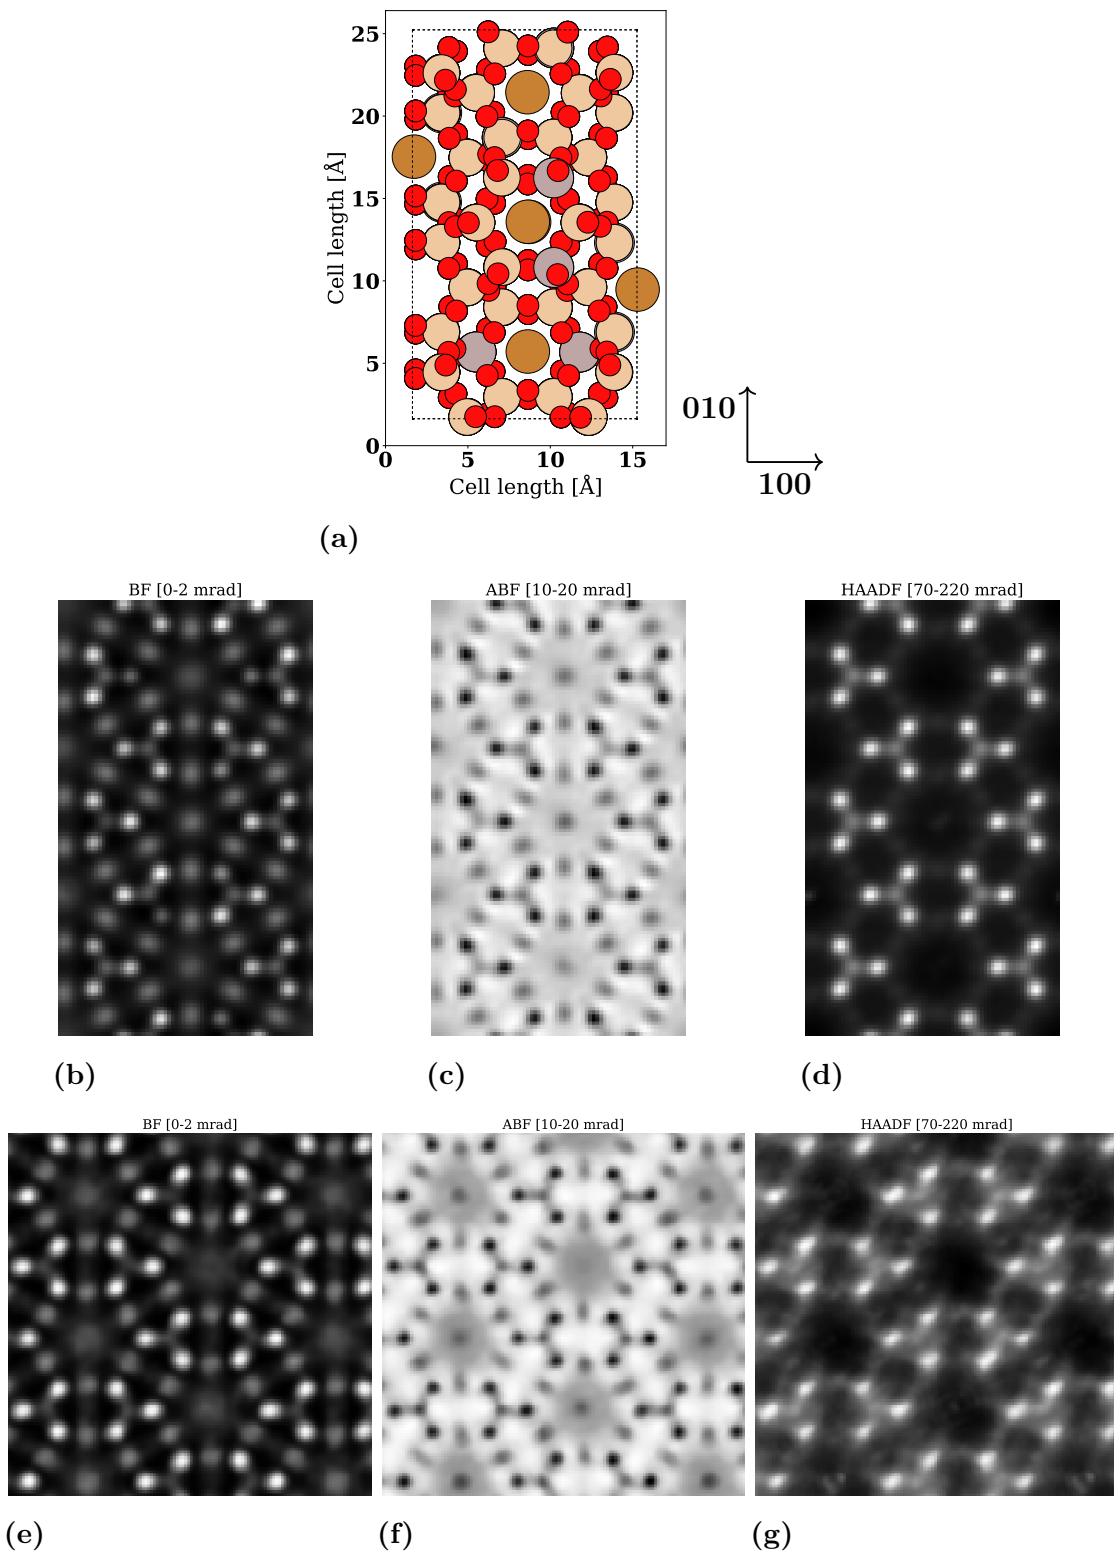 25
20
15
10
5
0
Cell length [Å]
0
5
10
15
Cell length [Å]
010
100
(a)
BF [0-2 mrad]
ABF [10-20 mrad]
HAADF [70-220 mrad]
(b)
(c)
(d)
BF [0-2 mrad]
ABF [10-20 mrad]
HAADF [70-220 mrad]
(e)
(f)
(g)